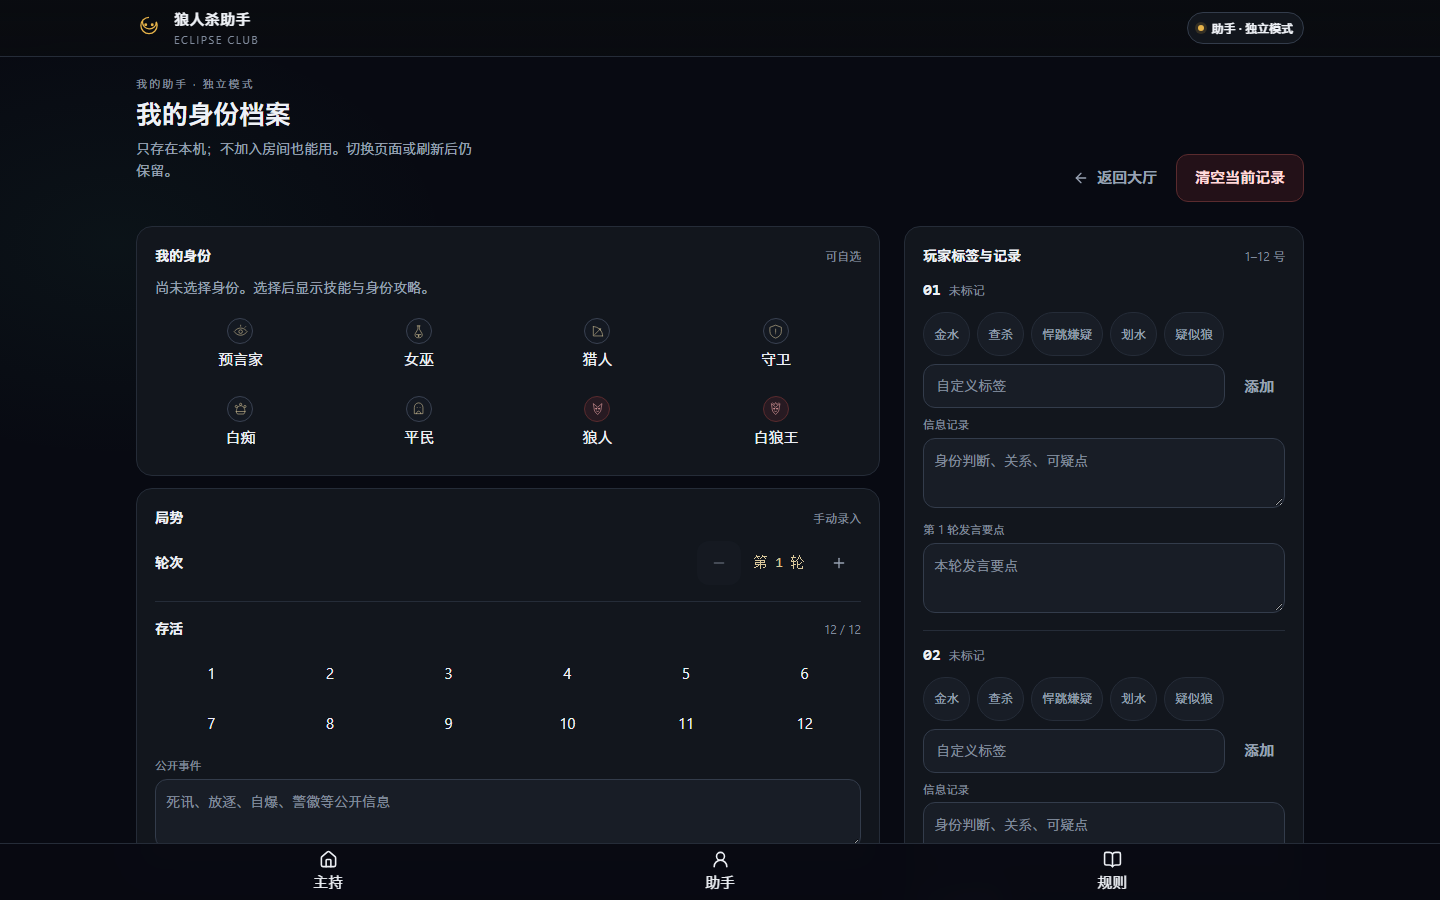 狼人杀助手
ECLIPSE CLUB
助手 · 独立模式
我的助手 · 独立模式
我的身份档案
只存在本机；不加入房间也能用。切换页面或刷新后仍
保留。
← 返回大厅
清空当前记录
我的身份
可自选
尚未选择身份。选择后显示技能与身份攻略。
预言家
女巫
猎人
守卫
白痴
平民
狼人
白狼王
局势
手动录入
轮次
− 第 1 轮 +
存活
12 / 12
1 2 3 4 5 6
7 8 9 10 11 12
公开事件
死讯、放逐、自爆、警徽等公开信息
玩家标签与记录
1–12 号
01 未标记
金水 查杀 悍跳嫌疑 划水 疑似狼
自定义标签
添加
信息记录
身份判断、关系、可疑点
第 1 轮发言要点
本轮发言要点
02 未标记
金水 查杀 悍跳嫌疑 划水 疑似狼
自定义标签
添加
信息记录
身份判断、关系、可疑点
主持
助手
规则